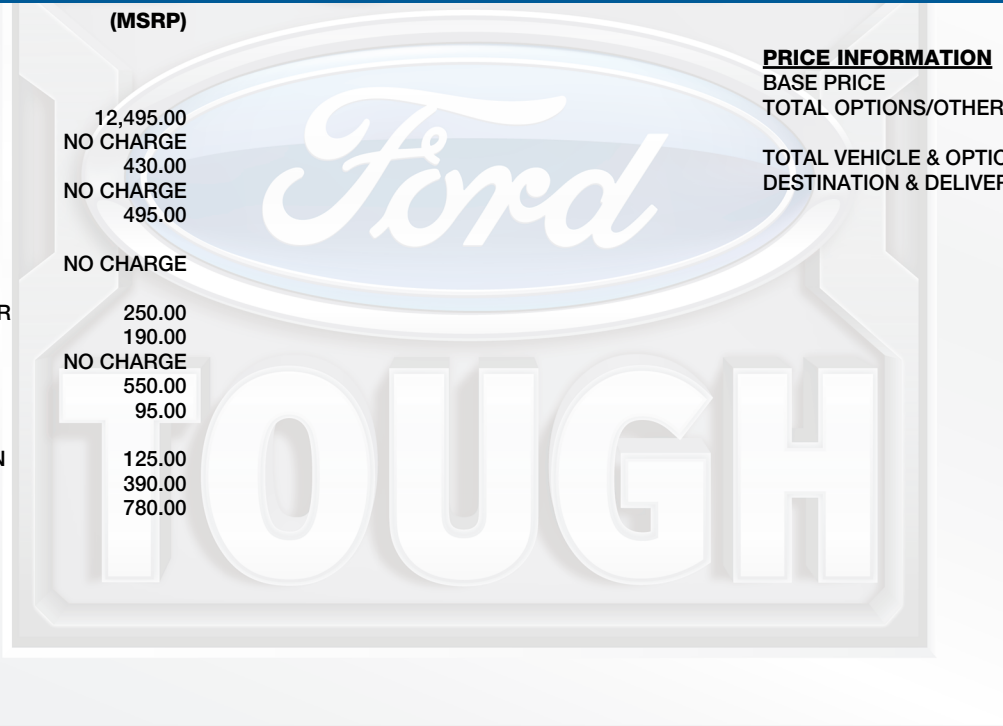 (MSRP)
12,495.00
NO CHARGE
430.00
NO CHARGE
495.00
NO CHARGE
R 250.00
190.00
NO CHARGE
550.00
95.00
N 125.00
390.00
780.00
PRICE INFORMATION
BASE PRICE
TOTAL OPTIONS/OTHER
TOTAL VEHICLE & OPTIO
DESTINATION & DELIVER
Ford
TOUGH